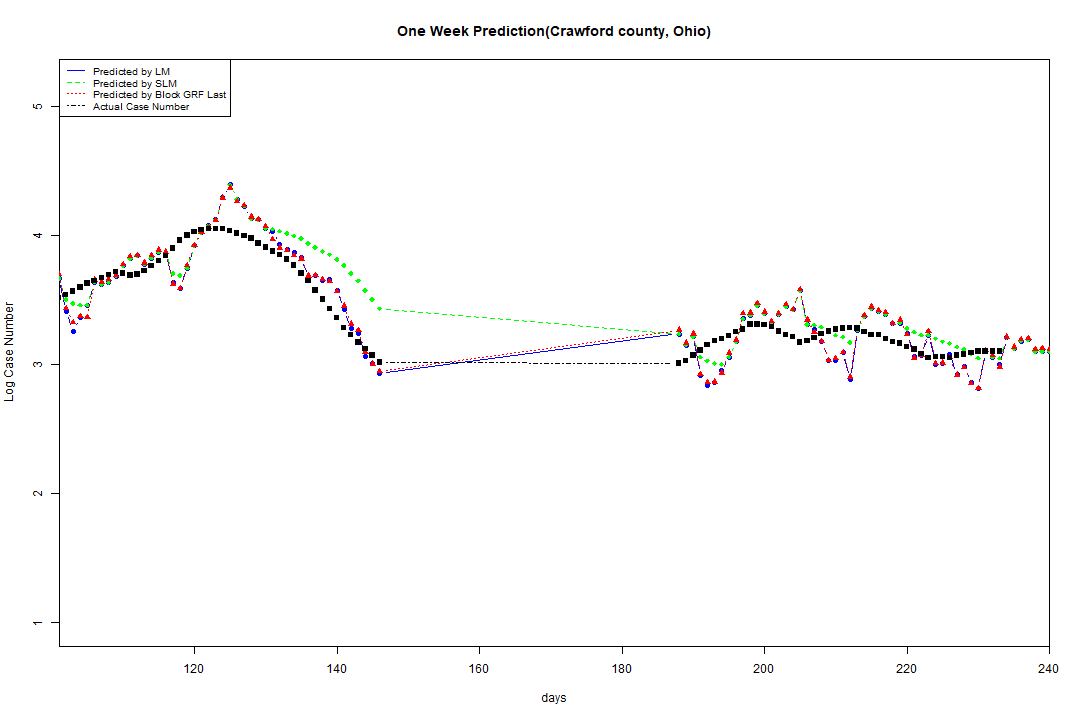 One Week Prediction(Crawford county, Ohio)
Predicted by LM
Predicted by SLM
Predicted by Block GRF Last
Actual Case Number
5
4
3
2
1
Log Case Number
120
140
160
180
200
220
240
days